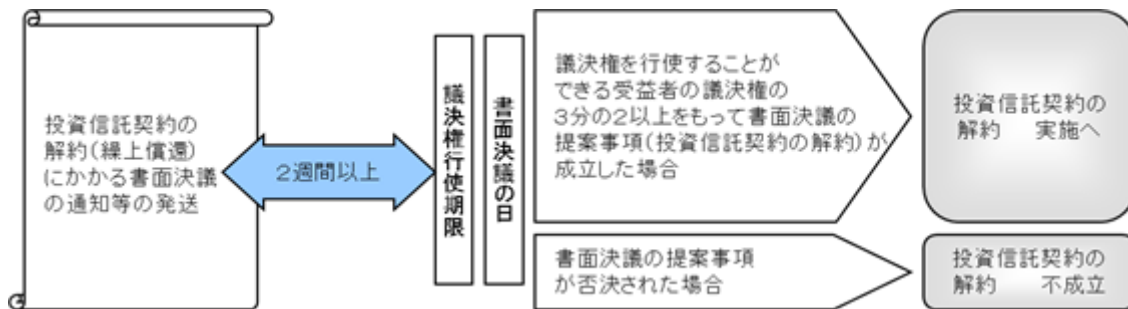 投資信託契約の
解約(繰上償還)
にかかる書面決議
の通知等の発送
2週間以上
議決権行使期限
書面決議の日
議決権を行使することが
できる受益者の議決権の
3分の2以上をもって書面決議の
提案事項(投資信託契約の解約)が
成立した場合
投資信託契約の
解約　実施へ
書面決議の提案事項
が否決された場合
投資信託契約の
解約　不成立